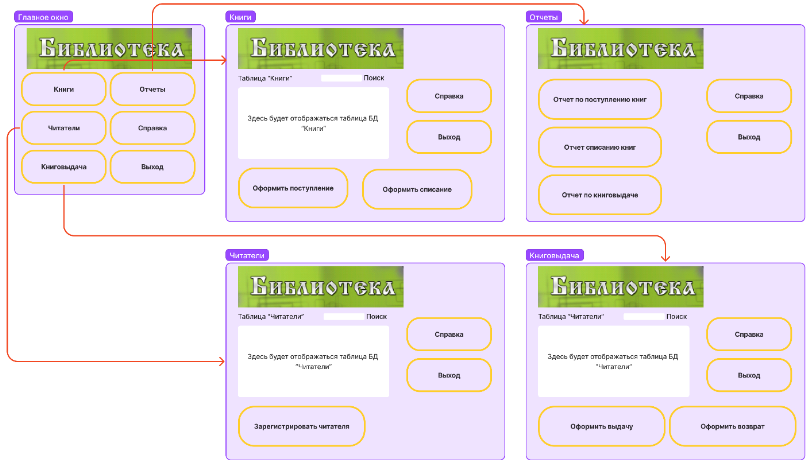 Главное окно
Библиотека
Книги
Отчеты
Читатели
Справка
Книговыдача
Выход
Книги
Библиотека
Таблица "Книги"
Поиск
Здесь будет отображаться таблица БД
"Книги"
Справка
Выход
Оформить поступление
Оформить списание
Отчеты
Библиотека
Отчет по поступлению книг
Отчет списанию книг
Отчет по книговыдаче
Справка
Выход
Читатели
Библиотека
Таблица "Читатели"
Поиск
Здесь будет отображаться таблица БД
"Читатели"
Справка
Выход
Зарегистрировать читателя
Книговыдача
Библиотека
Таблица "Читатели"
Поиск
Здесь будет отображаться таблица БД
"Читатели"
Справка
Выход
Оформить выдачу
Оформить возврат